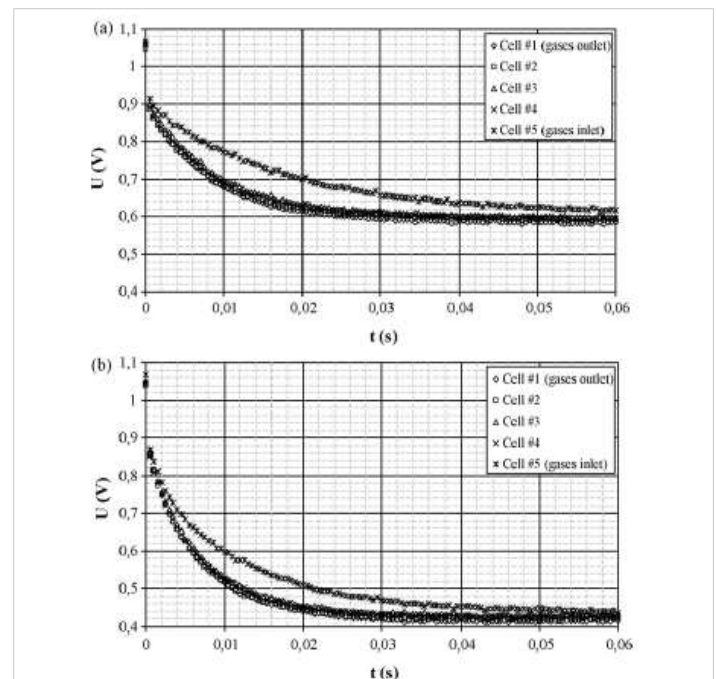 (a)
1,1
1
0,9
0,8
0,7
0,6
0,5
0,4
U (V)
0
0,01
0,02
0,03
0,04
0,05
0,06
t (s)
Cell #1 (gases outlet)
Cell #2
Cell #3
Cell #4
Cell #5 (gases inlet)
(b)
1,1
1
0,9
0,8
0,7
0,6
0,5
0,4
U (V)
0
0,01
0,02
0,03
0,04
0,05
0,06
t (s)
Cell #1 (gases outlet)
Cell #2
Cell #3
Cell #4
Cell #5 (gases inlet)